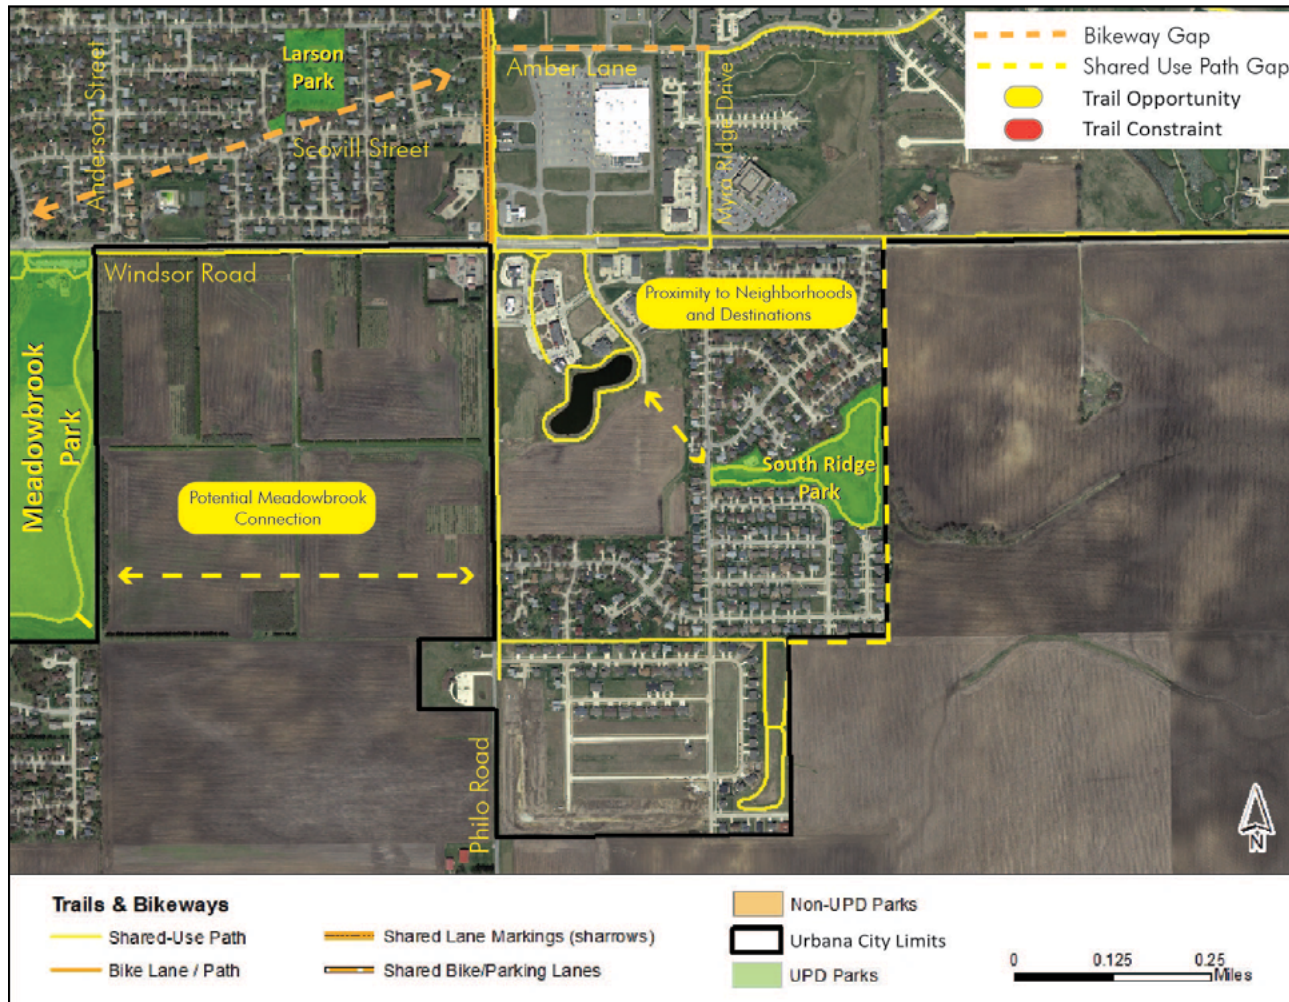 Larson
Park
Anderson Street
Scovill Street
Amber Lane
Myra Ridge Drive
Bikeway Gap
Shared Use Path Gap
Trail Opportunity
Trail Constraint
Windsor Road
Proximity to Neighborhoods
and Destinations
Meadowbrook
Park
Potential Meadowbrook
Connection
South Ridge
Park
Philo Road
N
Trails & Bikeways
Shared-Use Path
Bike Lane / Path
Shared Lane Markings (sharrows)
Shared Bike/Parking Lanes
Non-UPD Parks
Urbana City Limits
UPD Parks
0 0.125 0.25
Miles